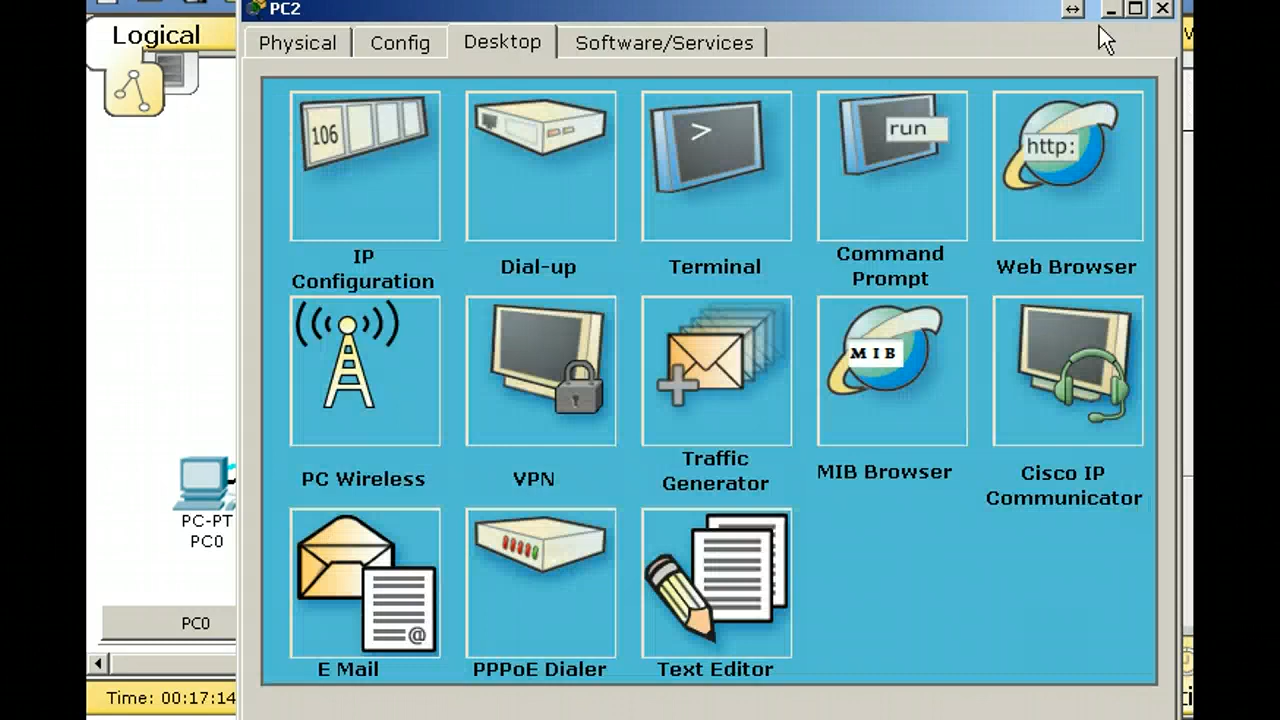 PC2
Logical
Physical
Config
Desktop
Software/Services
106
>
run
http:
IP
Configuration
Dial-up
Terminal
Command
Prompt
Web Browser
MIB
PC Wireless
VPN
Traffic
Generator
MIB Browser
Cisco IP
Communicator
PC-PT
PC0
@
E Mail
PPPoE Dialer
Text Editor
PC0
Time: 00:17:14